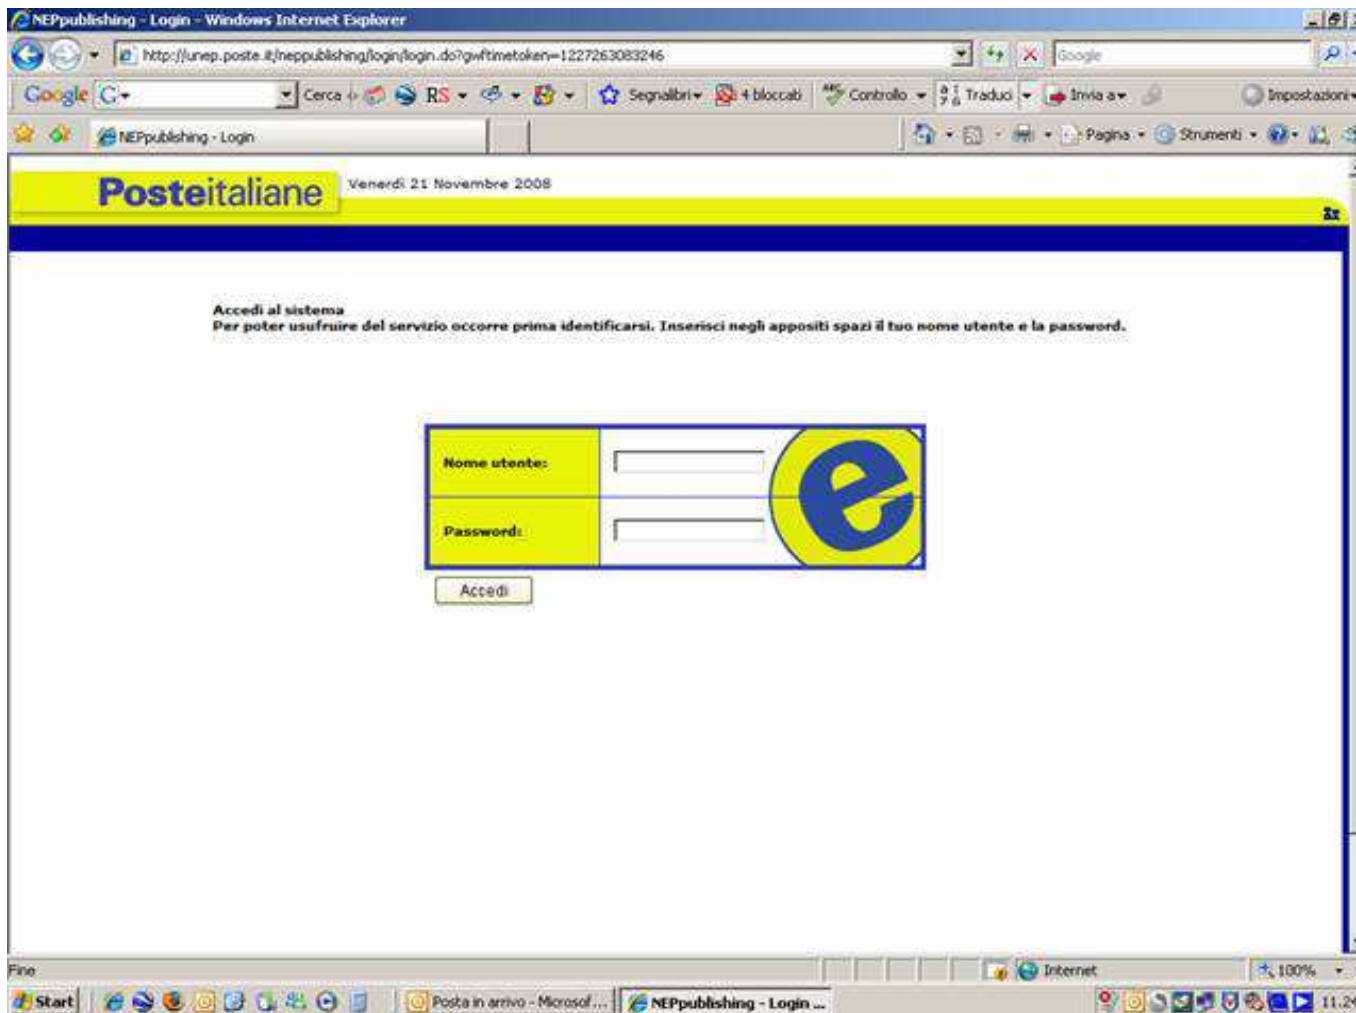 NEPpublishing - Login - Windows Internet Explorer
http://unep.poste.it/neppublishing/login/login.do?gwftimetoken=1227263083246
Google
Google G
Cerca
RS
Segnalibri
4 bloccati
Controllo
Traduci
Invia a
Impostazioni
NEPpublishing - Login
Pagina
Strumenti
Posteitaliane
Venerdì 21 Novembre 2008
Accedi al sistema
Per poter usufruire del servizio occorre prima identificarsi. Inserisci negli appositi spazi il tuo nome utente e la password.
Nome utente:
e
Password:
Accedi
Fine
Internet
100%
Start
Posta in arrivo - Microsof...
NEPpublishing - Login ...
11.24